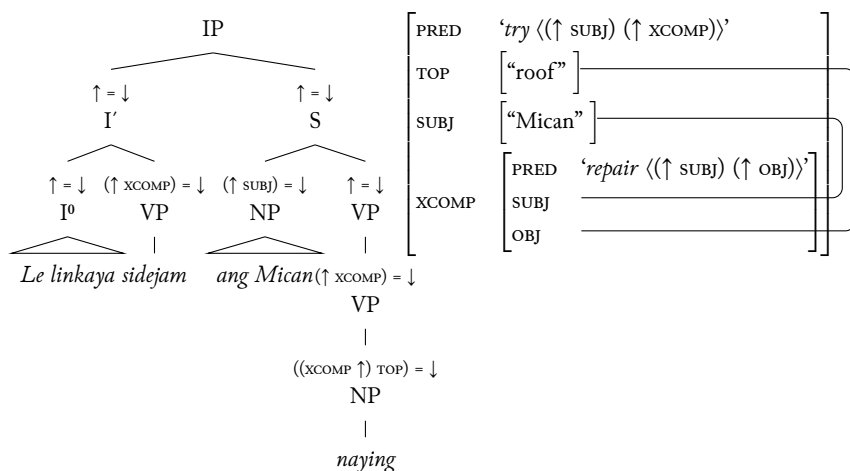 IP
↑ = ↓ ↑ = ↓
I′ S
↑ = ↓ (↑ XCOMP) = ↓ (↑ SUBJ) = ↓ ↑ = ↓
I⁰ VP NP VP
Le linkaya sidejam ang Mican (↑ XCOMP) = ↓
VP
((XCOMP ↑) TOP) = ↓
NP
naying
PRED ‘try ⟨(↑ SUBJ) (↑ XCOMP)⟩’
TOP [“roof”]
SUBJ [“Mican”]
XCOMP
PRED ‘repair ⟨(↑ SUBJ) (↑ OBJ)⟩’
SUBJ
OBJ